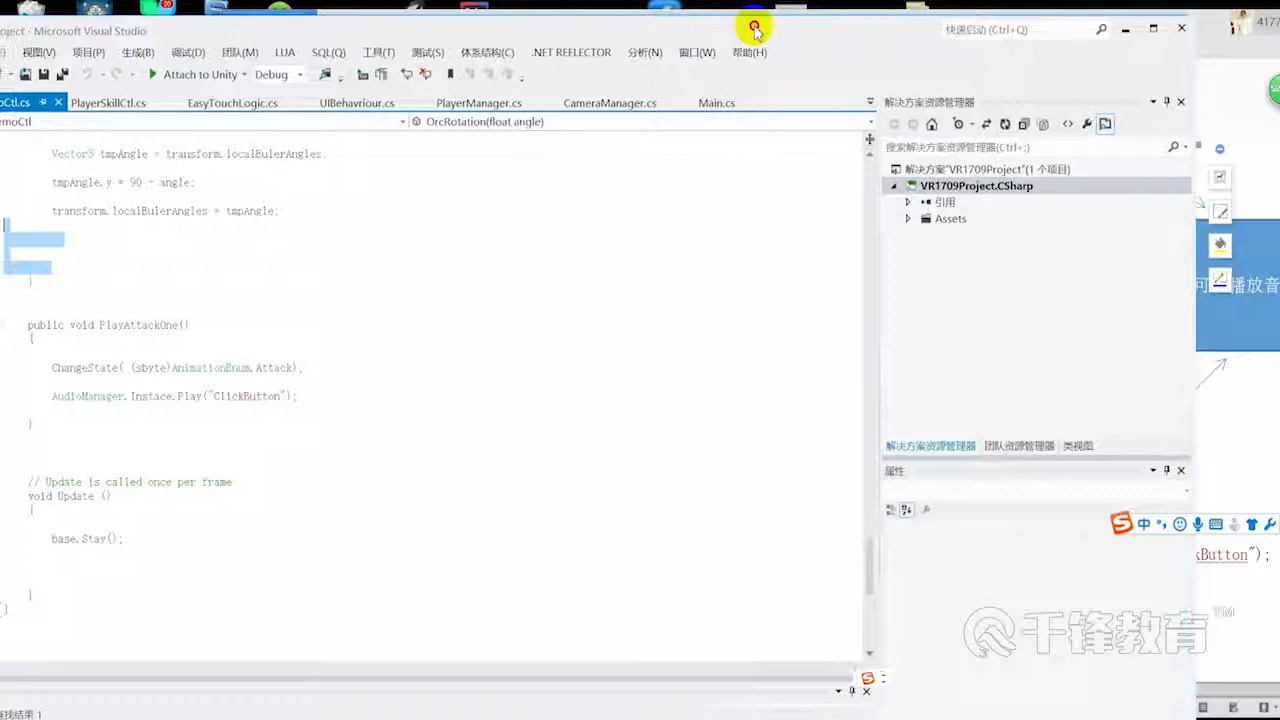 oject - Microsoft Visual Studio
快速启动 (Ctrl+Q)
417
视图(V) 项目(P) 生成(B) 调试(D) 团队(M) LUA SQL(Q) 工具(T) 测试(S) 体系结构(C) .NET REFLECTOR 分析(N) 窗口(W) 帮助(H)
Attach to Unity Debug
oCtl.cs PlayerSkillCtl.cs EasyTouchLogic.cs UIBehaviour.cs PlayerManager.cs CameraManager.cs Main.cs
emoCtl OrcRotation(float angle)
Vector3 tmpAngle = transform.localEulerAngles;
tmpAngle.y = 90 - angle;
transform.localEulerAngles = tmpAngle;
}
public void PlayAttackOne()
{
ChangeState( (sbyte)AnimationEnum.Attack);
AudioManager.Instace.Play("ClickButton");
}
// Update is called once per frame
void Update ()
{
base.Stay();
}
}
查找结果 1
解决方案资源管理器
搜索解决方案资源管理器(Ctrl+;)
解决方案"VR1709Project"(1 个项目)
VR1709Project.CSharp
引用
Assets
解决方案资源管理器 团队资源管理器 类视图
属性
52
播放音
中
kButton");
千锋教育™